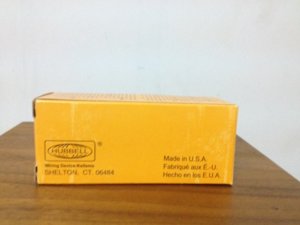 HUBBELL®
Wiring Device-Kellems
SHELTON, CT. 06484
Made in U.S.A.
Fabriqué aux É.-U.
Hecho en los E.U.A.